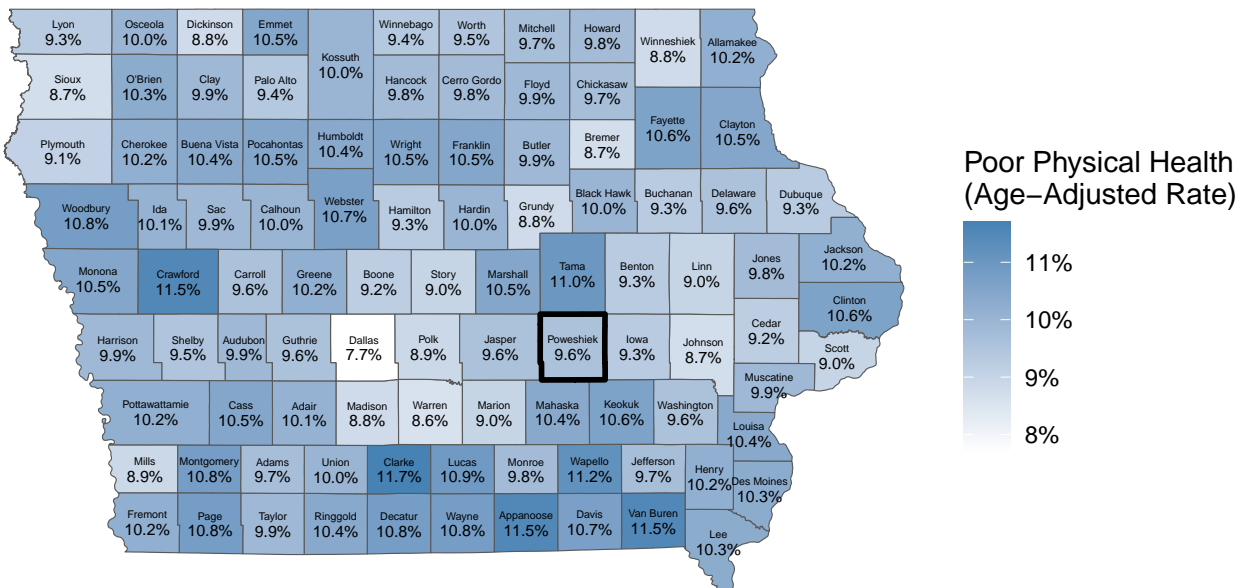 Lyon
9.3%
Osceola
10.0%
Dickinson
8.8%
Emmet
10.5%
Kossuth
10.0%
Winnebago
9.4%
Worth
9.5%
Mitchell
9.7%
Howard
9.8%
Winneshiek
8.8%
Allamakee
10.2%
Sioux
8.7%
O'Brien
10.3%
Clay
9.9%
Palo Alto
9.4%
Hancock
9.8%
Cerro Gordo
9.8%
Floyd
9.9%
Chickasaw
9.7%
Fayette
10.6%
Clayton
10.5%
Plymouth
9.1%
Cherokee
10.2%
Buena Vista
10.4%
Pocahontas
10.5%
Humboldt
10.4%
Wright
10.5%
Franklin
10.5%
Butler
9.9%
Bremer
8.7%
Woodbury
10.8%
Ida
10.1%
Sac
9.9%
Calhoun
10.0%
Webster
10.7%
Hamilton
9.3%
Hardin
10.0%
Grundy
8.8%
Black Hawk
10.0%
Buchanan
9.3%
Delaware
9.6%
Dubuque
9.3%
Monona
10.5%
Crawford
11.5%
Carroll
9.6%
Greene
10.2%
Boone
9.2%
Story
9.0%
Marshall
10.5%
Tama
11.0%
Benton
9.3%
Linn
9.0%
Jones
9.8%
Jackson
10.2%
Clinton
10.6%
Harrison
9.9%
Shelby
9.5%
Audubon
9.9%
Guthrie
9.6%
Dallas
7.7%
Polk
8.9%
Jasper
9.6%
Poweshiek
9.6%
Iowa
9.3%
Johnson
8.7%
Cedar
9.2%
Scott
9.0%
Muscatine
9.9%
Pottawattamie
10.2%
Cass
10.5%
Adair
10.1%
Madison
8.8%
Warren
8.6%
Marion
9.0%
Mahaska
10.4%
Keokuk
10.6%
Washington
9.6%
Louisa
10.4%
Mills
8.9%
Montgomery
10.8%
Adams
9.7%
Union
10.0%
Clarke
11.7%
Lucas
10.9%
Monroe
9.8%
Wapello
11.2%
Jefferson
9.7%
Henry
10.2%
Des Moines
10.3%
Fremont
10.2%
Page
10.8%
Taylor
9.9%
Ringgold
10.4%
Decatur
10.8%
Wayne
10.8%
Appanoose
11.5%
Davis
10.7%
Van Buren
11.5%
Lee
10.3%
Poor Physical Health
(Age−Adjusted Rate)
11%
10%
9%
8%